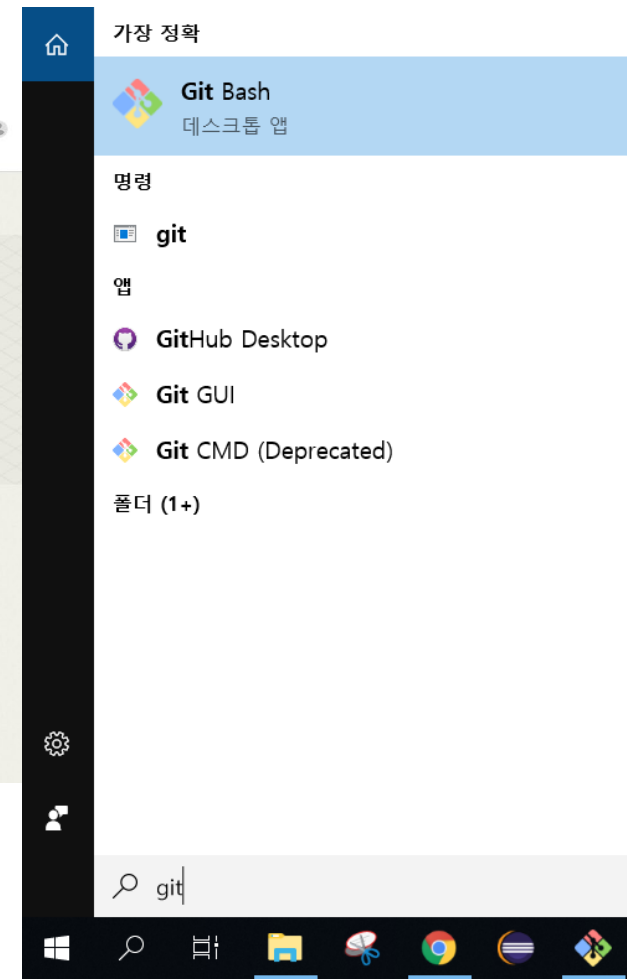 가장 정확
Git Bash
데스크톱 앱
명령
git
앱
GitHub Desktop
Git GUI
Git CMD (Deprecated)
폴더 (1+)
git